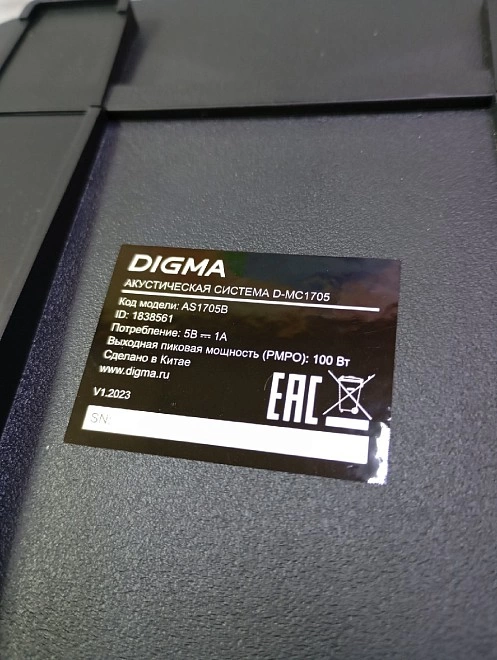 DIGMA
АКУСТИЧЕСКАЯ СИСТЕМА D-MC1705
Код модели: AS1705B
ID: 1838561
Потребление: 5В ⎓ 1А
Выходная пиковая мощность (PMPO): 100 Вт
Сделано в Китае
www.digma.ru
V1.2023
EAC
SN: